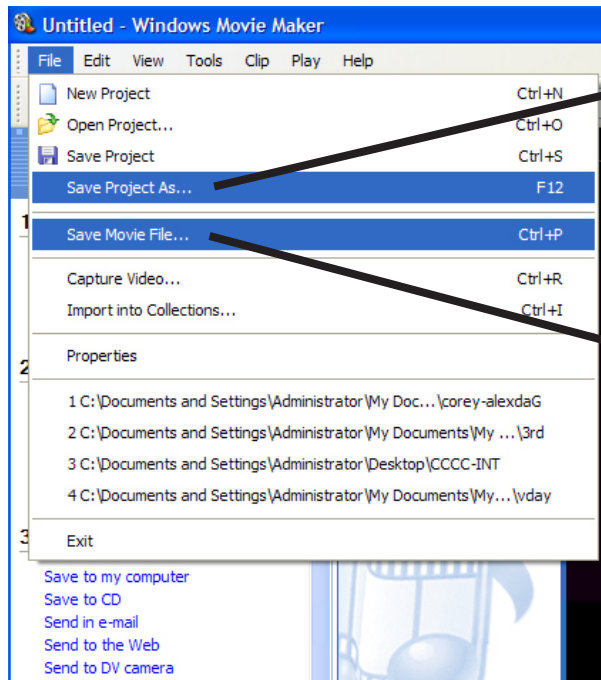 Untitled - Windows Movie Maker
File Edit View Tools Clip Play Help
New Project Ctrl+N
Open Project... Ctrl+O
Save Project Ctrl+S
Save Project As... F12
1
Save Movie File... Ctrl+P
Capture Video... Ctrl+R
Import into Collections... Ctrl+I
2
Properties
1 C:\Documents and Settings\Administrator\My Doc...\corey-alexdaG
2 C:\Documents and Settings\Administrator\My Documents\My ...\3rd
3 C:\Documents and Settings\Administrator\Desktop\CCCC-INT
4 C:\Documents and Settings\Administrator\My Documents\My...\vday
3
Exit
Save to my computer
Save to CD
Send in e-mail
Send to the Web
Send to DV camera